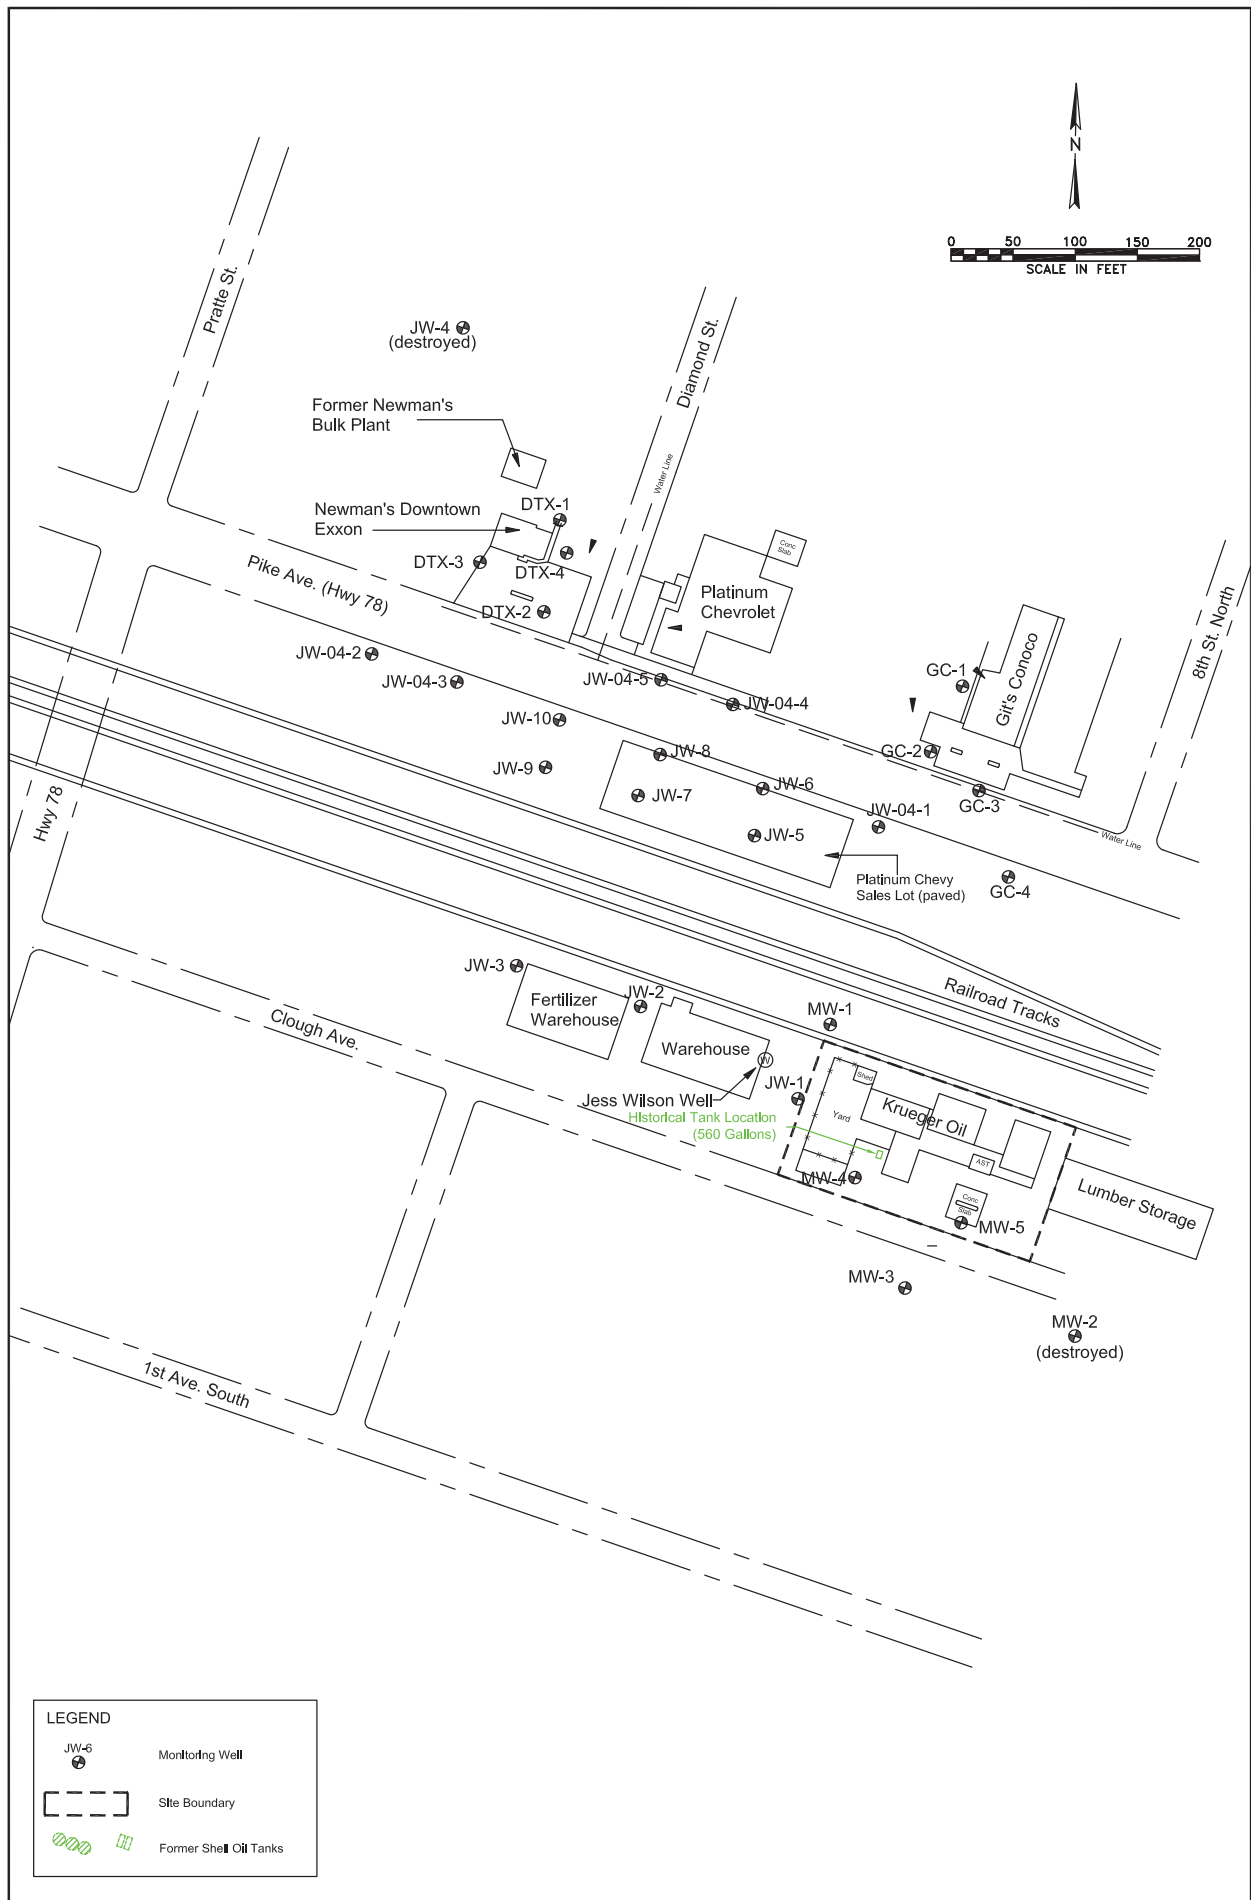 N
0 50 100 150 200
SCALE IN FEET
Pratte St.
JW-4
(destroyed)
Diamond St.
Former Newman's
Bulk Plant
Water Line
Newman's Downtown
Exxon
DTX-1
DTX-3
DTX-4
DTX-2
Conc
Slab
Platinum
Chevrolet
Pike Ave. (Hwy 78)
8th St. North
Git's Conoco
GC-1
JW-04-2
JW-04-3
JW-04-5
JW-04-4
JW-10
GC-2
JW-8
JW-9
JW-6
JW-7
GC-3
JW-04-1
JW-5
Water Line
Hwy 78
Platinum Chevy
Sales Lot (paved)
GC-4
JW-3
Fertilizer
Warehouse
JW-2
Railroad Tracks
MW-1
Clough Ave.
Warehouse
W
Shed
JW-1
Jess Wilson Well
Historical Tank Location
(560 Gallons)
Yard
Krueger Oil
AST
MW-4
Lumber Storage
Conc
Slab
MW-5
MW-3
MW-2
(destroyed)
1st Ave. South
LEGEND
JW-6
Monitoring Well
Site Boundary
Former Shell Oil Tanks